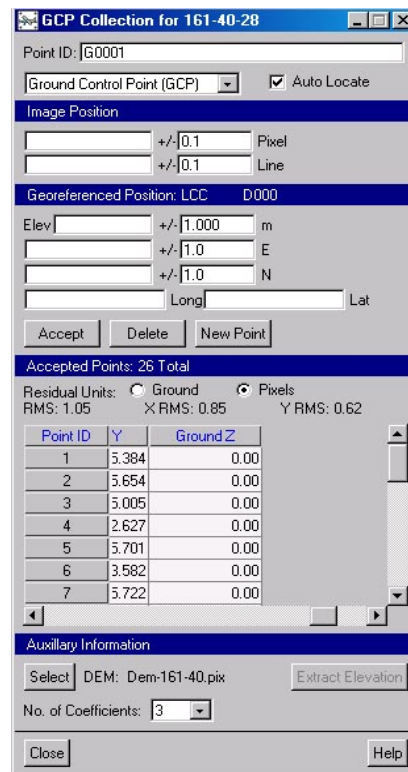 GCP Collection for 161-40-28
Point ID: G0001
Ground Control Point (GCP) Auto Locate
Image Position
+/- 0.1 Pixel
+/- 0.1 Line
Georeferenced Position: LCC D000
Elev +/- 1.000 m
+/- 1.0 E
+/- 1.0 N
Long Lat
Accept Delete New Point
Accepted Points: 26 Total
Residual Units: Ground Pixels
RMS: 1.05 X RMS: 0.85 Y RMS: 0.62
Point ID Y Ground Z
1 5.384 0.00
2 5.654 0.00
3 5.005 0.00
4 2.627 0.00
5 5.701 0.00
6 3.582 0.00
7 5.722 0.00
Auxillary Information
Select DEM: Dem-161-40.pix Extract Elevation
No. of Coefficients: 3
Close Help